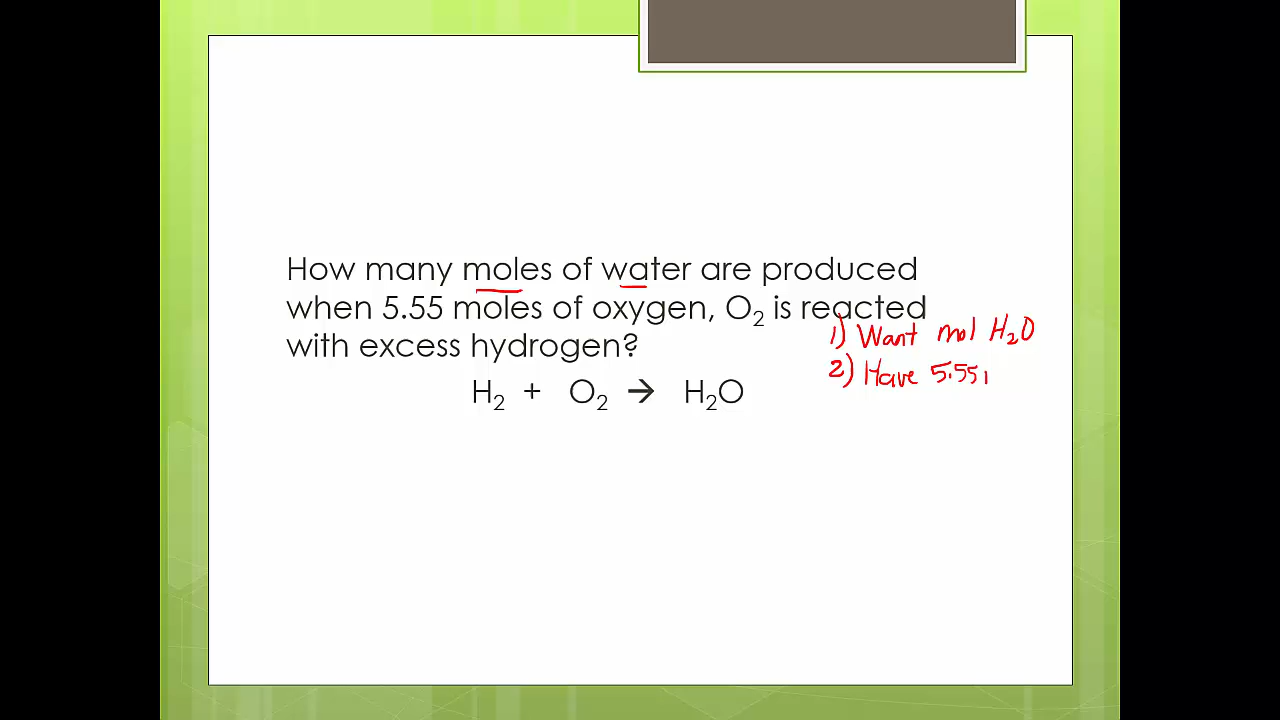 How many moles of water are produced
when 5.55 moles of oxygen, O₂ is reacted
with excess hydrogen?
1) Want mol H₂O
2) Have 5.55
H₂ + O₂ → H₂O